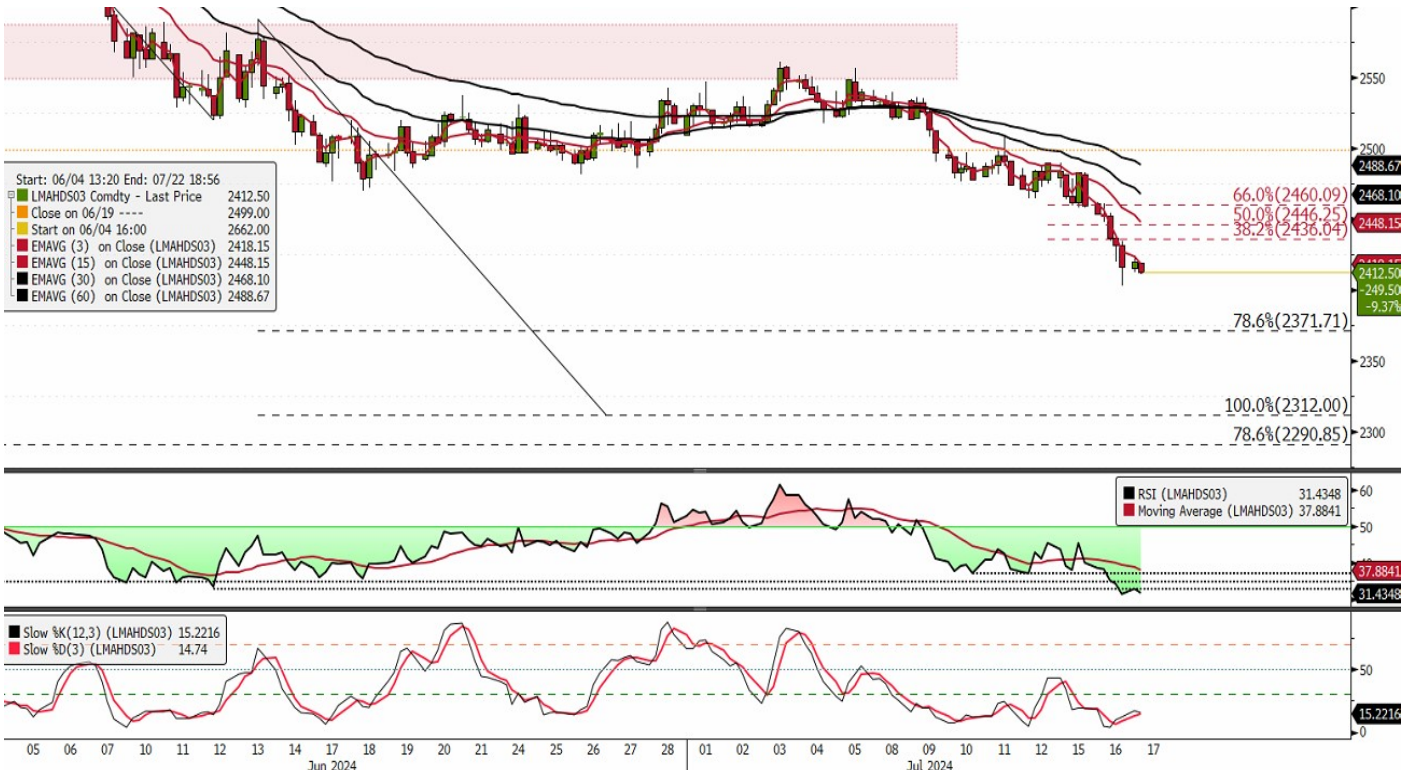 2550
2500
2488.67
2468.10
2448.15
2412.50
-249.50
-9.37%
2350
2300
Start: 06/04 13:20 End: 07/22 18:56
LMAHDS03 Comdty - Last Price 2412.50
Close on 06/19 ---- 2499.00
Start on 06/04 16:00 2662.00
EMAVG (3) on Close (LMAHDS03) 2418.15
EMAVG (15) on Close (LMAHDS03) 2448.15
EMAVG (30) on Close (LMAHDS03) 2468.10
EMAVG (60) on Close (LMAHDS03) 2488.67
66.0%(2460.09)
50.0%(2446.25)
38.2%(2436.04)
78.6%(2371.71)
100.0%(2312.00)
78.6%(2290.85)
RSI (LMAHDS03) 31.4348
Moving Average (LMAHDS03) 37.8841
60
50
37.8841
31.4348
Slow %K(12,3) (LMAHDS03) 15.2216
Slow %D(3) (LMAHDS03) 14.74
50
15.2216
0
05 06 07 10 11 12 13 14 17 18 19 20 21 24 25 26 27 28 01 02 03 04 05 08 09 10 11 12 15 16 17
Jun 2024 Jul 2024